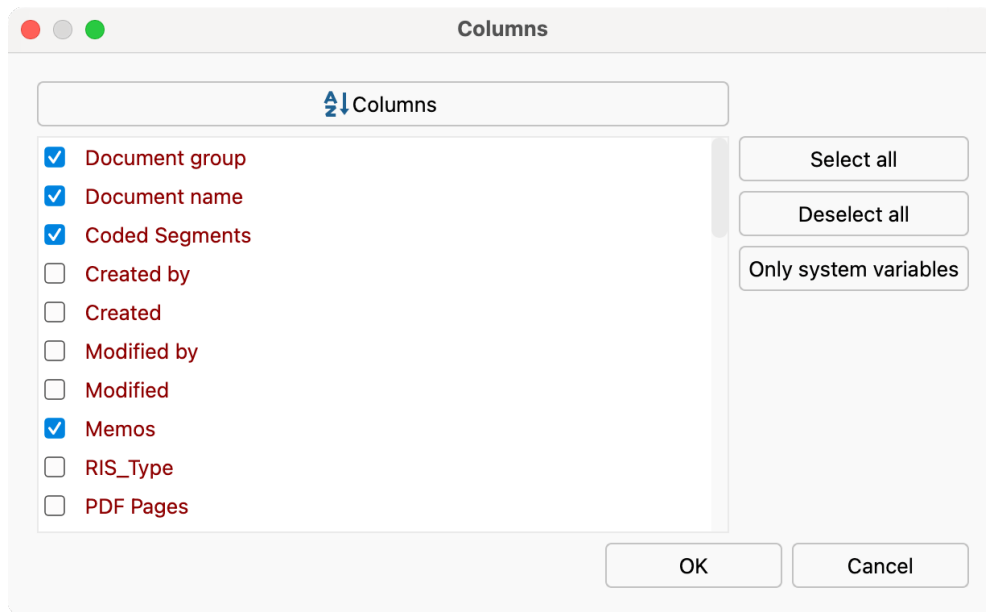 Columns
Columns
Document group
Document name
Coded Segments
Created by
Created
Modified by
Modified
Memos
RIS_Type
PDF Pages
Select all
Deselect all
Only system variables
OK
Cancel